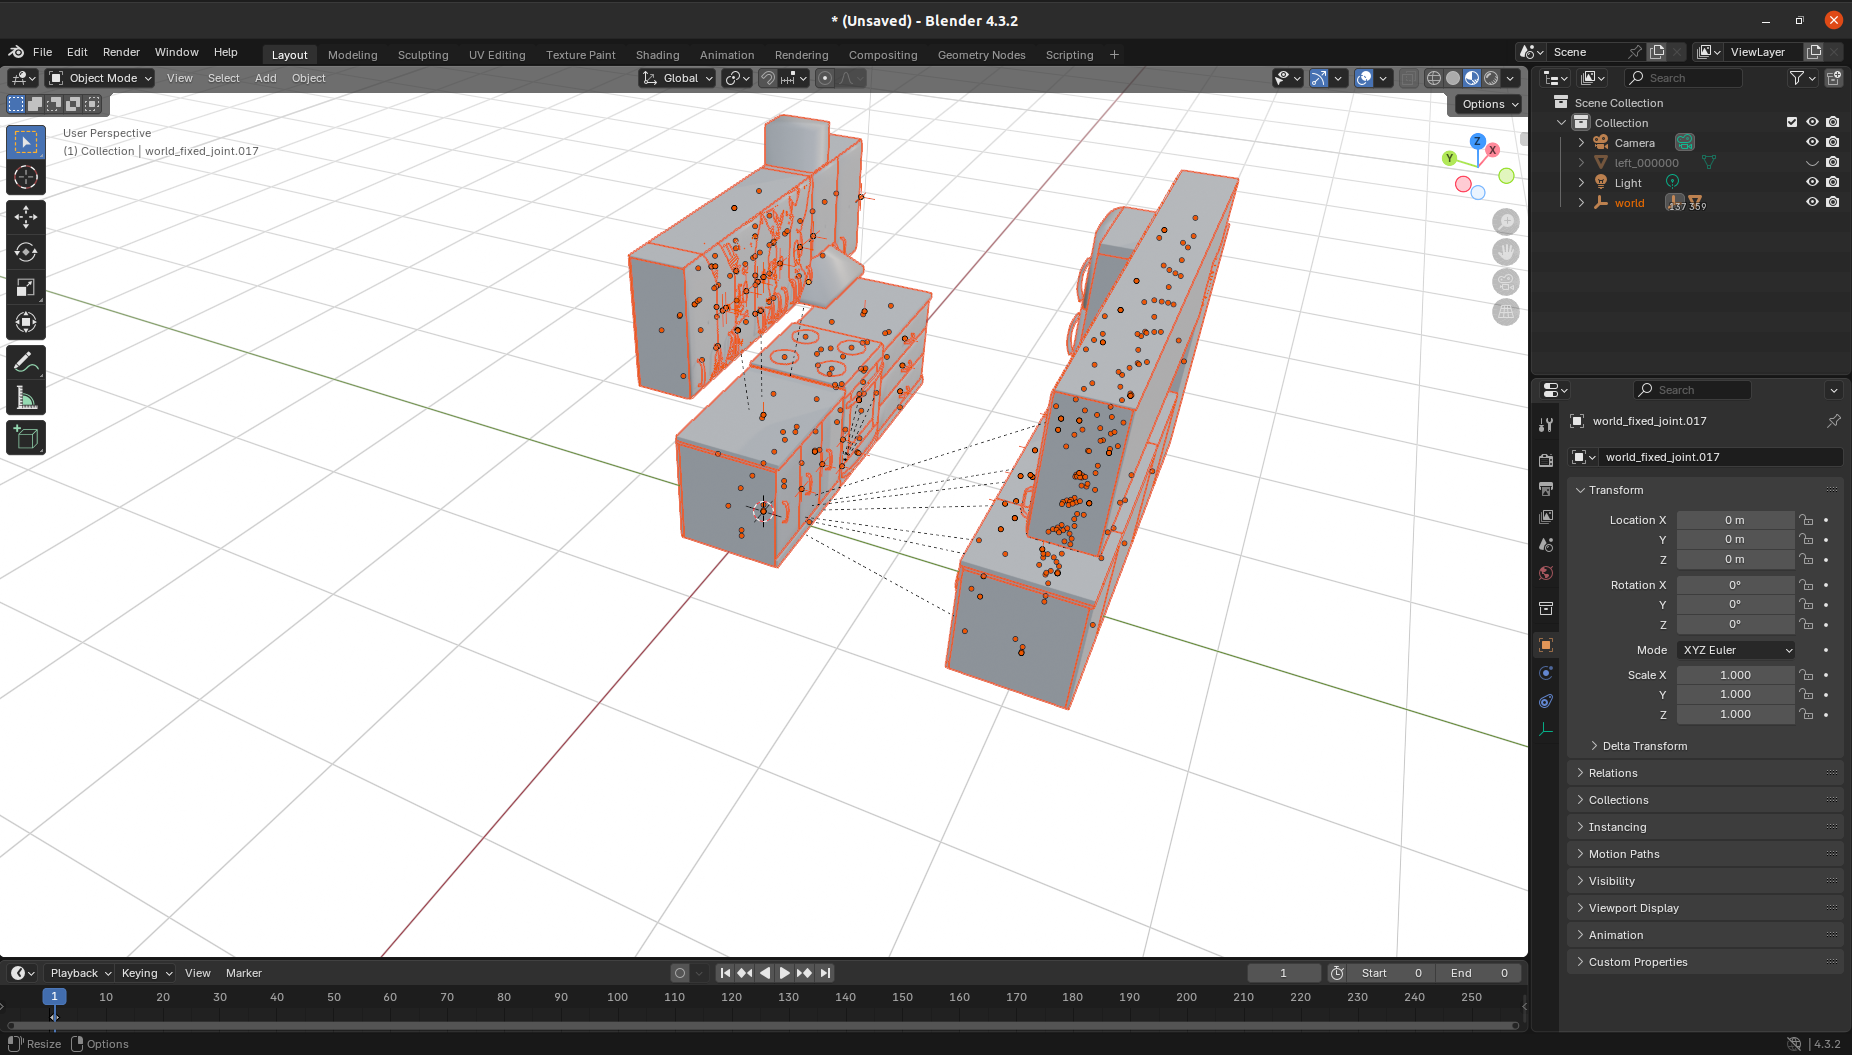 * (Unsaved) - Blender 4.3.2
File Edit Render Window Help
Layout Modeling Sculpting UV Editing Texture Paint Shading Animation Rendering Compositing Geometry Nodes Scripting +
Scene
ViewLayer
Object Mode View Select Add Object
Global
Search
Options
User Perspective
(1) Collection | world_fixed_joint.017
Z
X
Y
Scene Collection
Collection
Camera
left_000000
Light
world
137 359
Search
world_fixed_joint.017
world_fixed_joint.017
Transform
Location X 0 m
Y 0 m
Z 0 m
Rotation X 0°
Y 0°
Z 0°
Mode XYZ Euler
Scale X 1.000
Y 1.000
Z 1.000
Delta Transform
Relations
Collections
Instancing
Motion Paths
Visibility
Viewport Display
Animation
Custom Properties
Playback Keying View Marker
1
Start 0
End 0
1 10 20 30 40 50 60 70 80 90 100 110 120 130 140 150 160 170 180 190 200 210 220 230 240 250
Resize Options
4.3.2